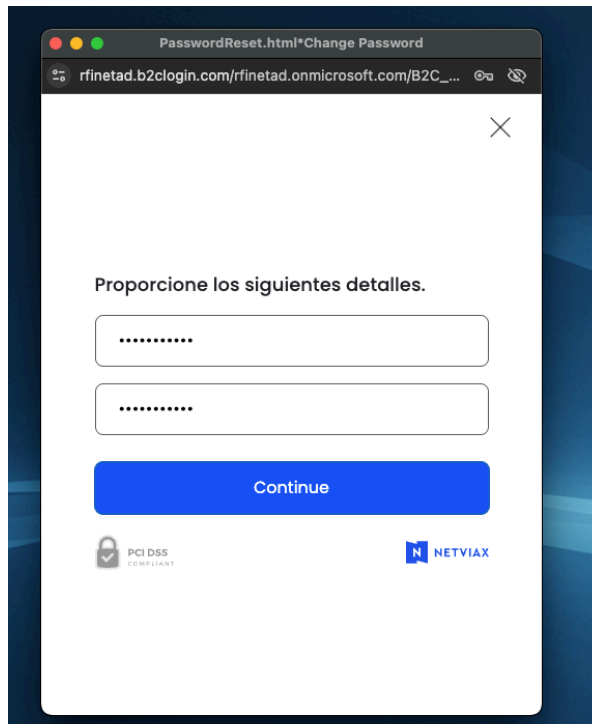 PasswordReset.html*Change Password
rfinetad.b2clogin.com/rfinetad.onmicrosoft.com/B2C_...
Proporcione los siguientes detalles.
•••••••••••
•••••••••••
Continue
PCI DSS
COMPLIANT
N NETVIAX